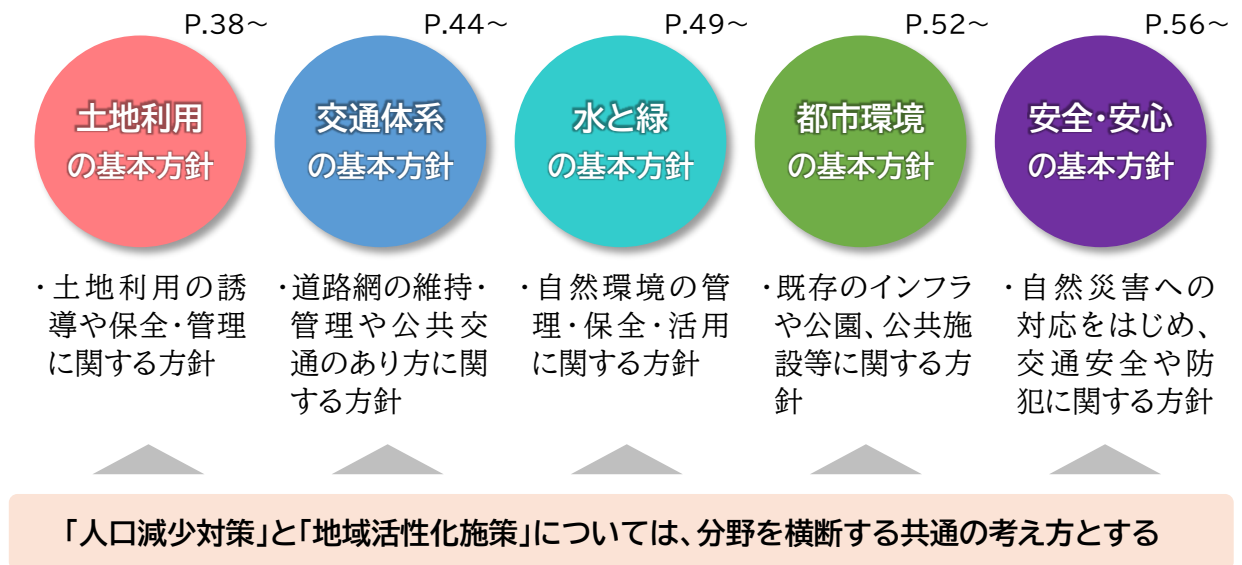 P.38~
土地利用
の基本方針
・土地利用の誘
導や保全・管理
に関する方針
P.44~
交通体系
の基本方針
・道路網の維持・
管理や公共交
通のあり方に関
する方針
P.49~
水と緑
の基本方針
・自然環境の管
理・保全・活用
に関する方針
P.52~
都市環境
の基本方針
・既存のインフラ
や公園、公共施
設等に関する方
針
P.56~
安全・安心
の基本方針
・自然災害への
対応をはじめ、
交通安全や防
犯に関する方針
「人口減少対策」と「地域活性化施策」については、分野を横断する共通の考え方とする